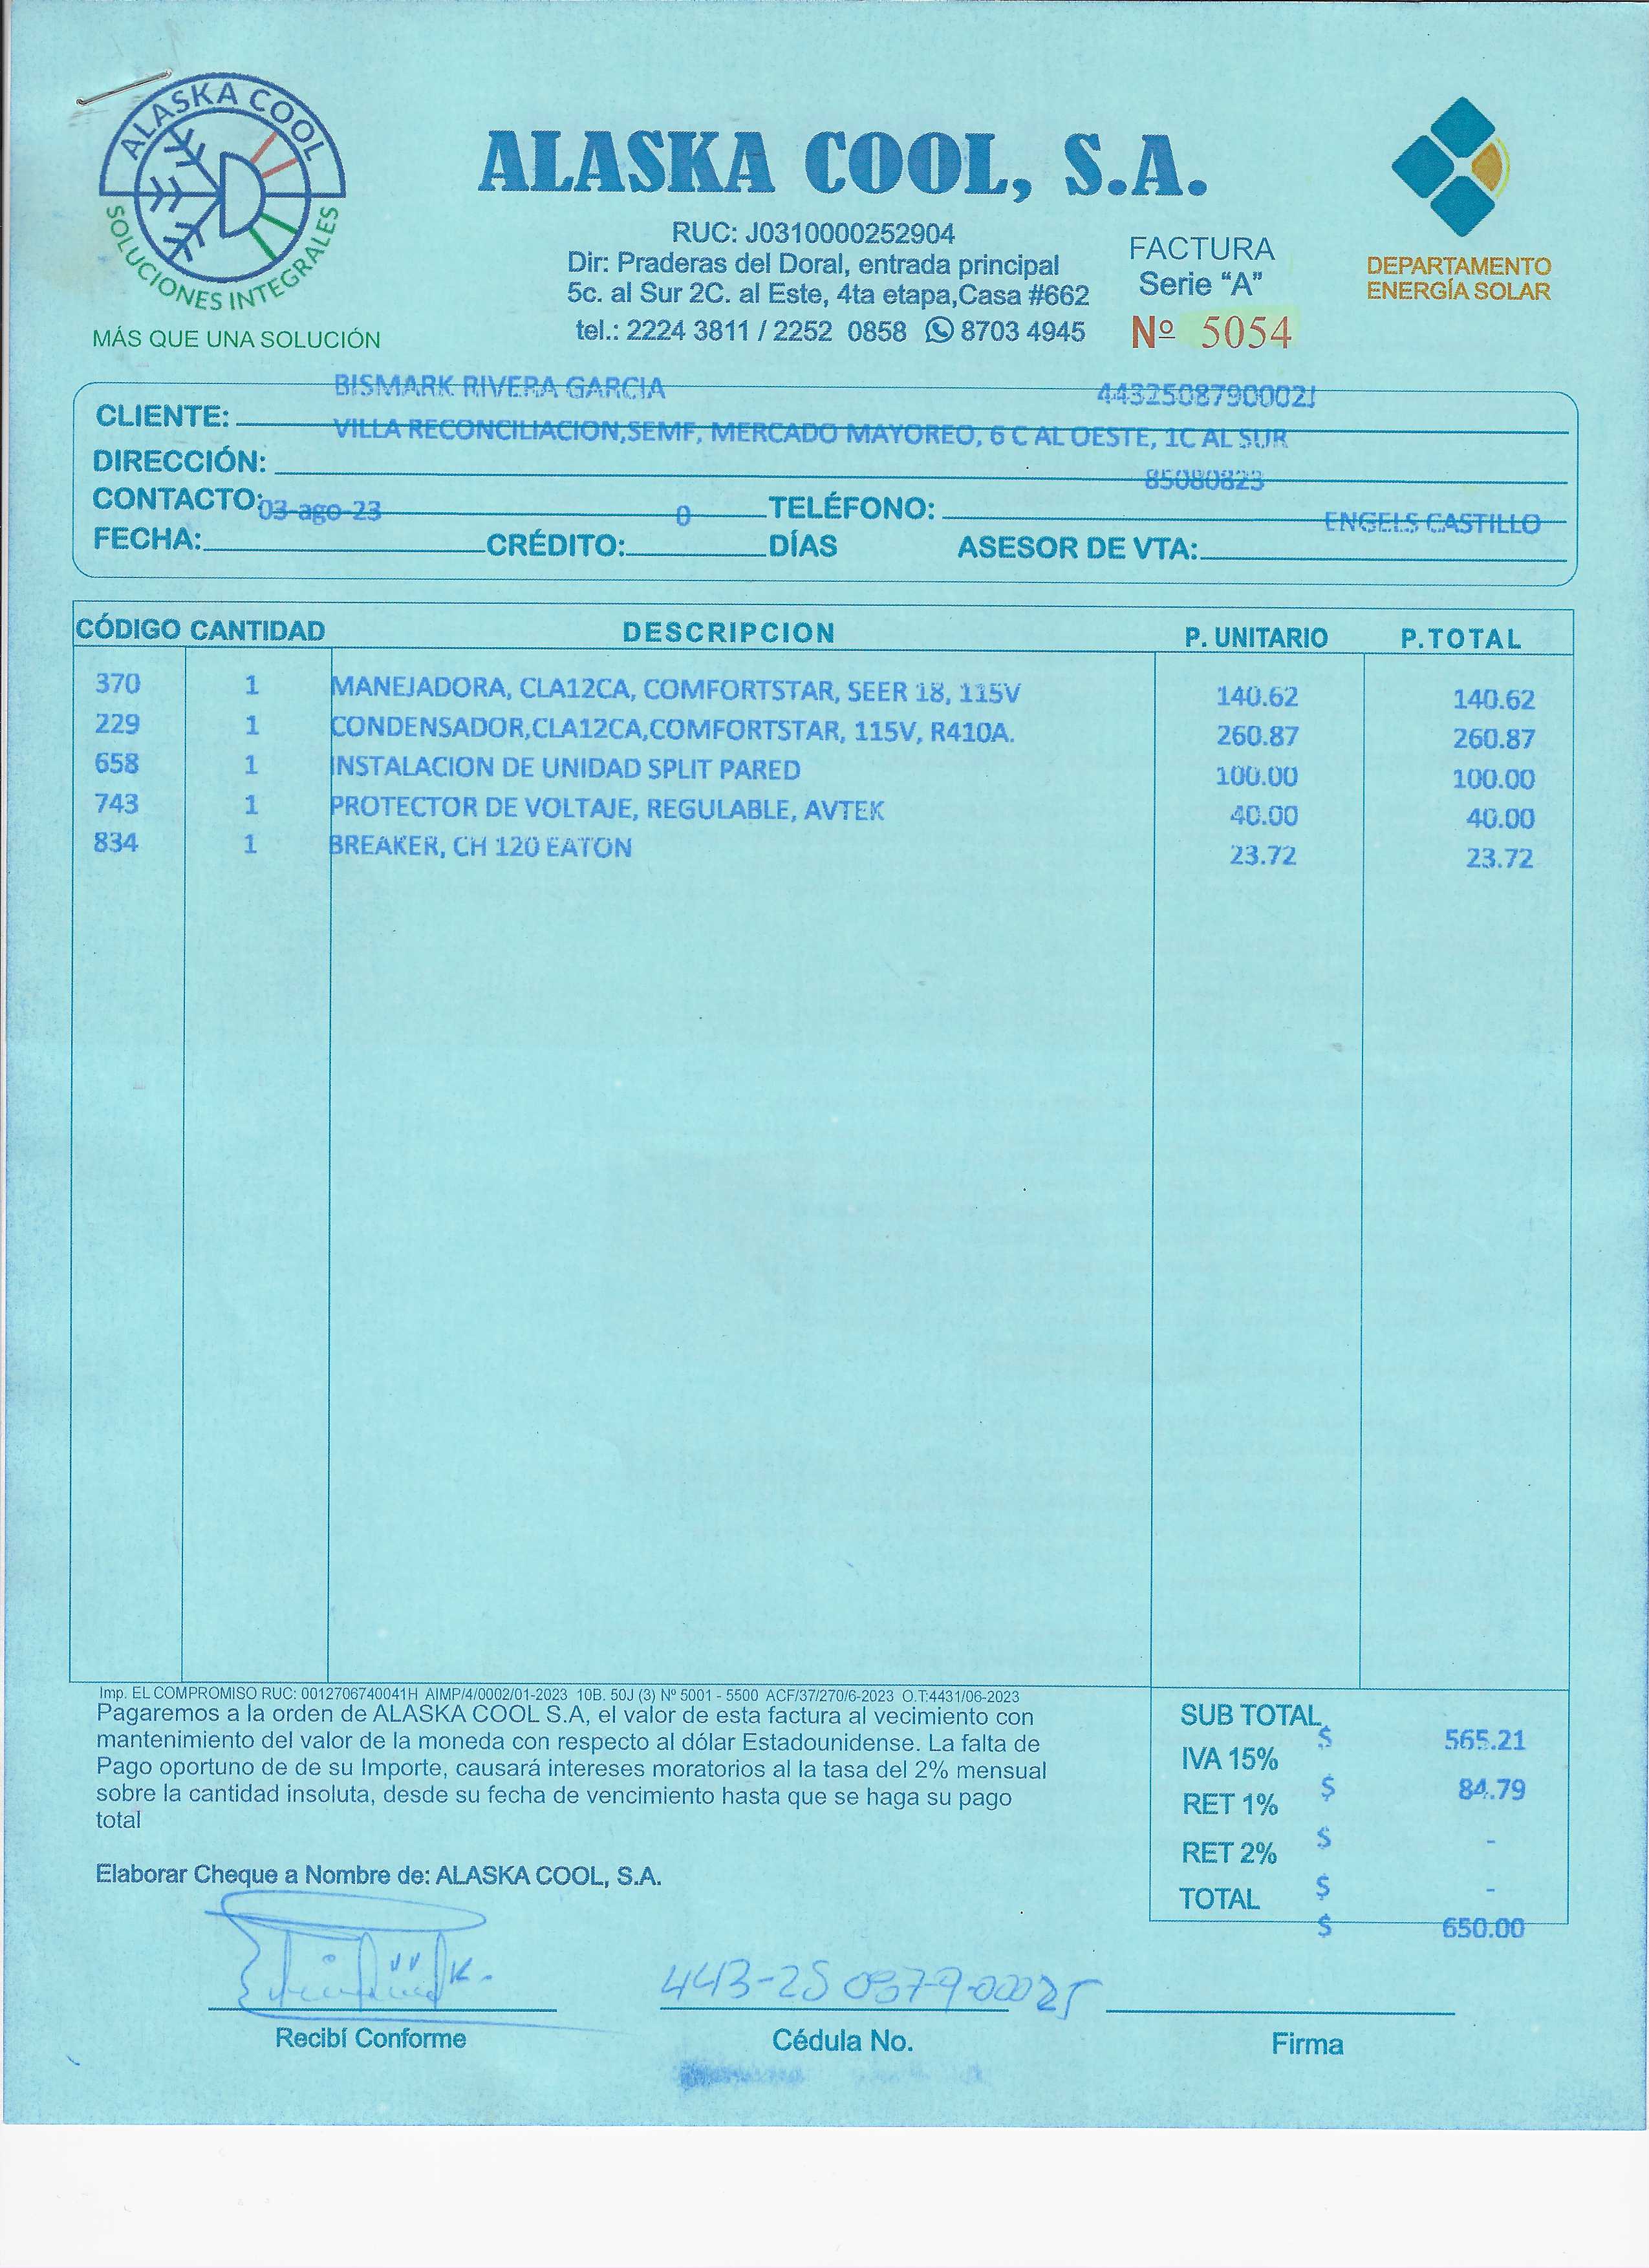 ALASKA COOL
SOLUCIONES INTEGRALES
MÁS QUE UNA SOLUCIÓN
ALASKA COOL, S.A.
RUC: J0310000252904
Dir: Praderas del Doral, entrada principal
5c. al Sur 2C. al Este, 4ta etapa,Casa #662
tel.: 2224 3811 / 2252 0858 8703 4945
FACTURA
Serie “A”
Nº 5054
DEPARTAMENTO
ENERGÍA SOLAR
BISMARK RIVERA GARCIA 4432508790002J
CLIENTE:
VILLA RECONCILIACION,SEMF, MERCADO MAYOREO, 6 C AL OESTE, 1C AL SUR
DIRECCIÓN:
85080823
CONTACTO: 03-ago-23 0 TELÉFONO:
ENGELS CASTILLO
FECHA: CRÉDITO: DÍAS ASESOR DE VTA:
CÓDIGO CANTIDAD DESCRIPCION P. UNITARIO P.TOTAL
370 1 MANEJADORA, CLA12CA, COMFORTSTAR, SEER 18, 115V 140.62 140.62
229 1 CONDENSADOR,CLA12CA,COMFORTSTAR, 115V, R410A. 260.87 260.87
658 1 INSTALACION DE UNIDAD SPLIT PARED 100.00 100.00
743 1 PROTECTOR DE VOLTAJE, REGULABLE, AVTEK 40.00 40.00
834 1 BREAKER, CH 120 EATON 23.72 23.72
Imp. EL COMPROMISO RUC: 0012706740041H AIMP/4/0002/01-2023 10B. 50J (3) Nº 5001 - 5500 ACF/37/270/6-2023 O.T:4431/06-2023
Pagaremos a la orden de ALASKA COOL S.A, el valor de esta factura al vecimiento con
mantenimiento del valor de la moneda con respecto al dólar Estadounidense. La falta de
Pago oportuno de de su Importe, causará intereses moratorios al la tasa del 2% mensual
sobre la cantidad insoluta, desde su fecha de vencimiento hasta que se haga su pago
total
Elaborar Cheque a Nombre de: ALASKA COOL, S.A.
SUB TOTAL
$ 565.21
IVA 15%
$ 84.79
RET 1%
$ -
RET 2%
$ -
TOTAL
$ 650.00
Recibí Conforme
Cédula No.
Firma